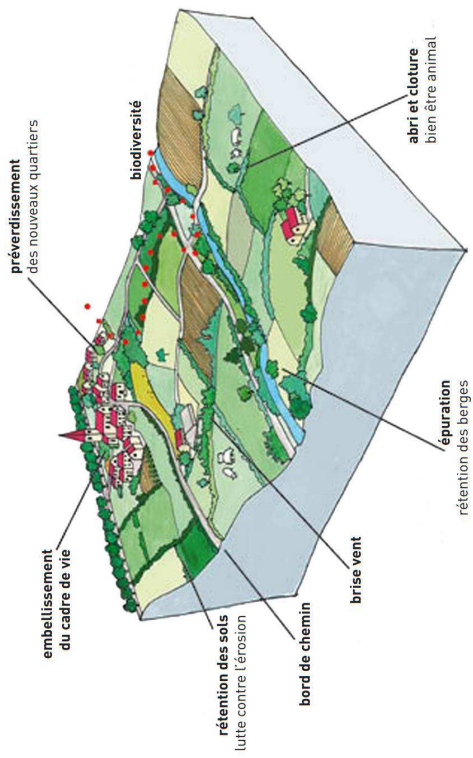 embellissement
du cadre de vie
préverdissement
des nouveaux quartiers
biodiversité
rétention des sols
lutte contre l'érosion
bord de chemin
brise vent
épuration
rétention des berges
abri et cloture
bien être animal